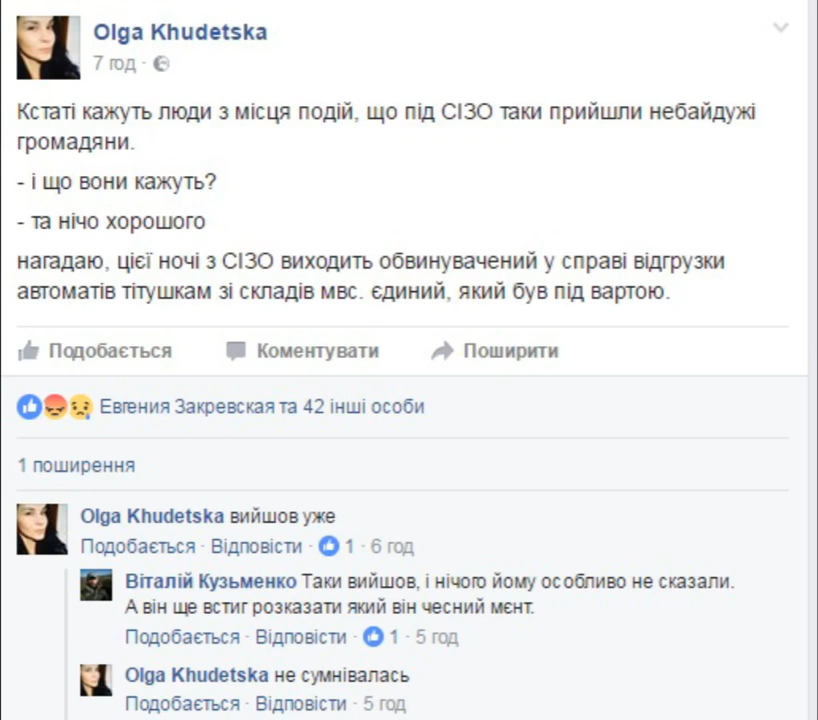 Olga Khudetska
7 год ·
Кстаті кажуть люди з місця подій, що під СІЗО таки прийшли небайдужі
громадяни.
- і що вони кажуть?
- та нічо хорошого
нагадаю, цієї ночі з СІЗО виходить обвинувачений у справі відгрузки
автоматів тітушкам зі складів мвс. єдиний, який був під вартою.
Подобається Коментувати Поширити
Евгения Закревская та 42 інші особи
1 поширення
Olga Khudetska вийшов уже
Подобається · Відповісти · 1 · 6 год
Віталій Кузьменко Таки вийшов, і нічого йому особливо не сказали.
А він ще встиг розказати який він чесний мєнт.
Подобається · Відповісти · 1 · 5 год
Olga Khudetska не сумнівалась
Подобається · Відповісти · 5 год